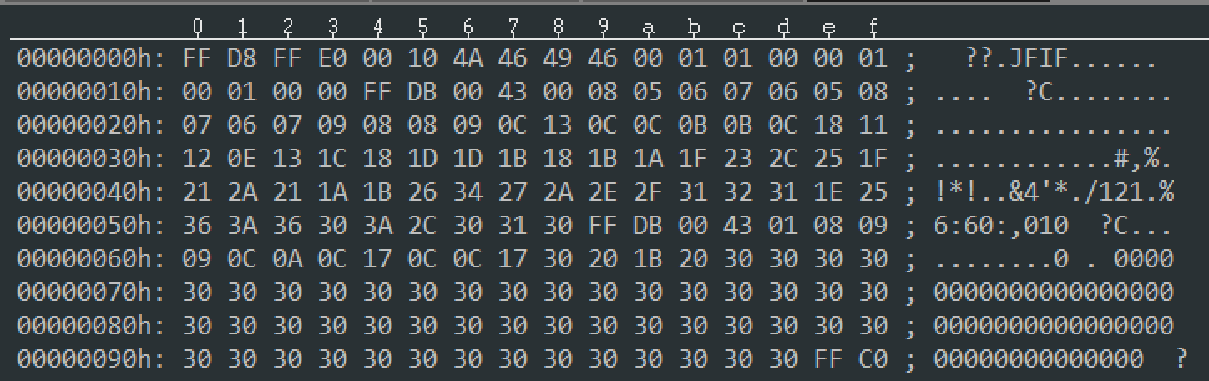 0 1 2 3 4 5 6 7 8 9 a b c d e f
00000000h: FF D8 FF E0 00 10 4A 46 49 46 00 01 01 00 00 01 ;   ??.JFIF......
00000010h: 00 01 00 00 FF DB 00 43 00 08 05 06 07 06 05 08 ; ....  ?C........
00000020h: 07 06 07 09 08 08 09 0C 13 0C 0C 0B 0B 0C 18 11 ; ................
00000030h: 12 0E 13 1C 18 1D 1D 1B 18 1B 1A 1F 23 2C 25 1F ; ............#,%.
00000040h: 21 2A 21 1A 1B 26 34 27 2A 2E 2F 31 32 31 1E 25 ; !*!..&4'*./121.%
00000050h: 36 3A 36 30 3A 2C 30 31 30 FF DB 00 43 01 08 09 ; 6:60:,010  ?C...
00000060h: 09 0C 0A 0C 17 0C 0C 17 30 20 1B 20 30 30 30 30 ; ........0 . 0000
00000070h: 30 30 30 30 30 30 30 30 30 30 30 30 30 30 30 30 ; 0000000000000000
00000080h: 30 30 30 30 30 30 30 30 30 30 30 30 30 30 30 30 ; 0000000000000000
00000090h: 30 30 30 30 30 30 30 30 30 30 30 30 30 30 FF C0 ; 00000000000000  ?